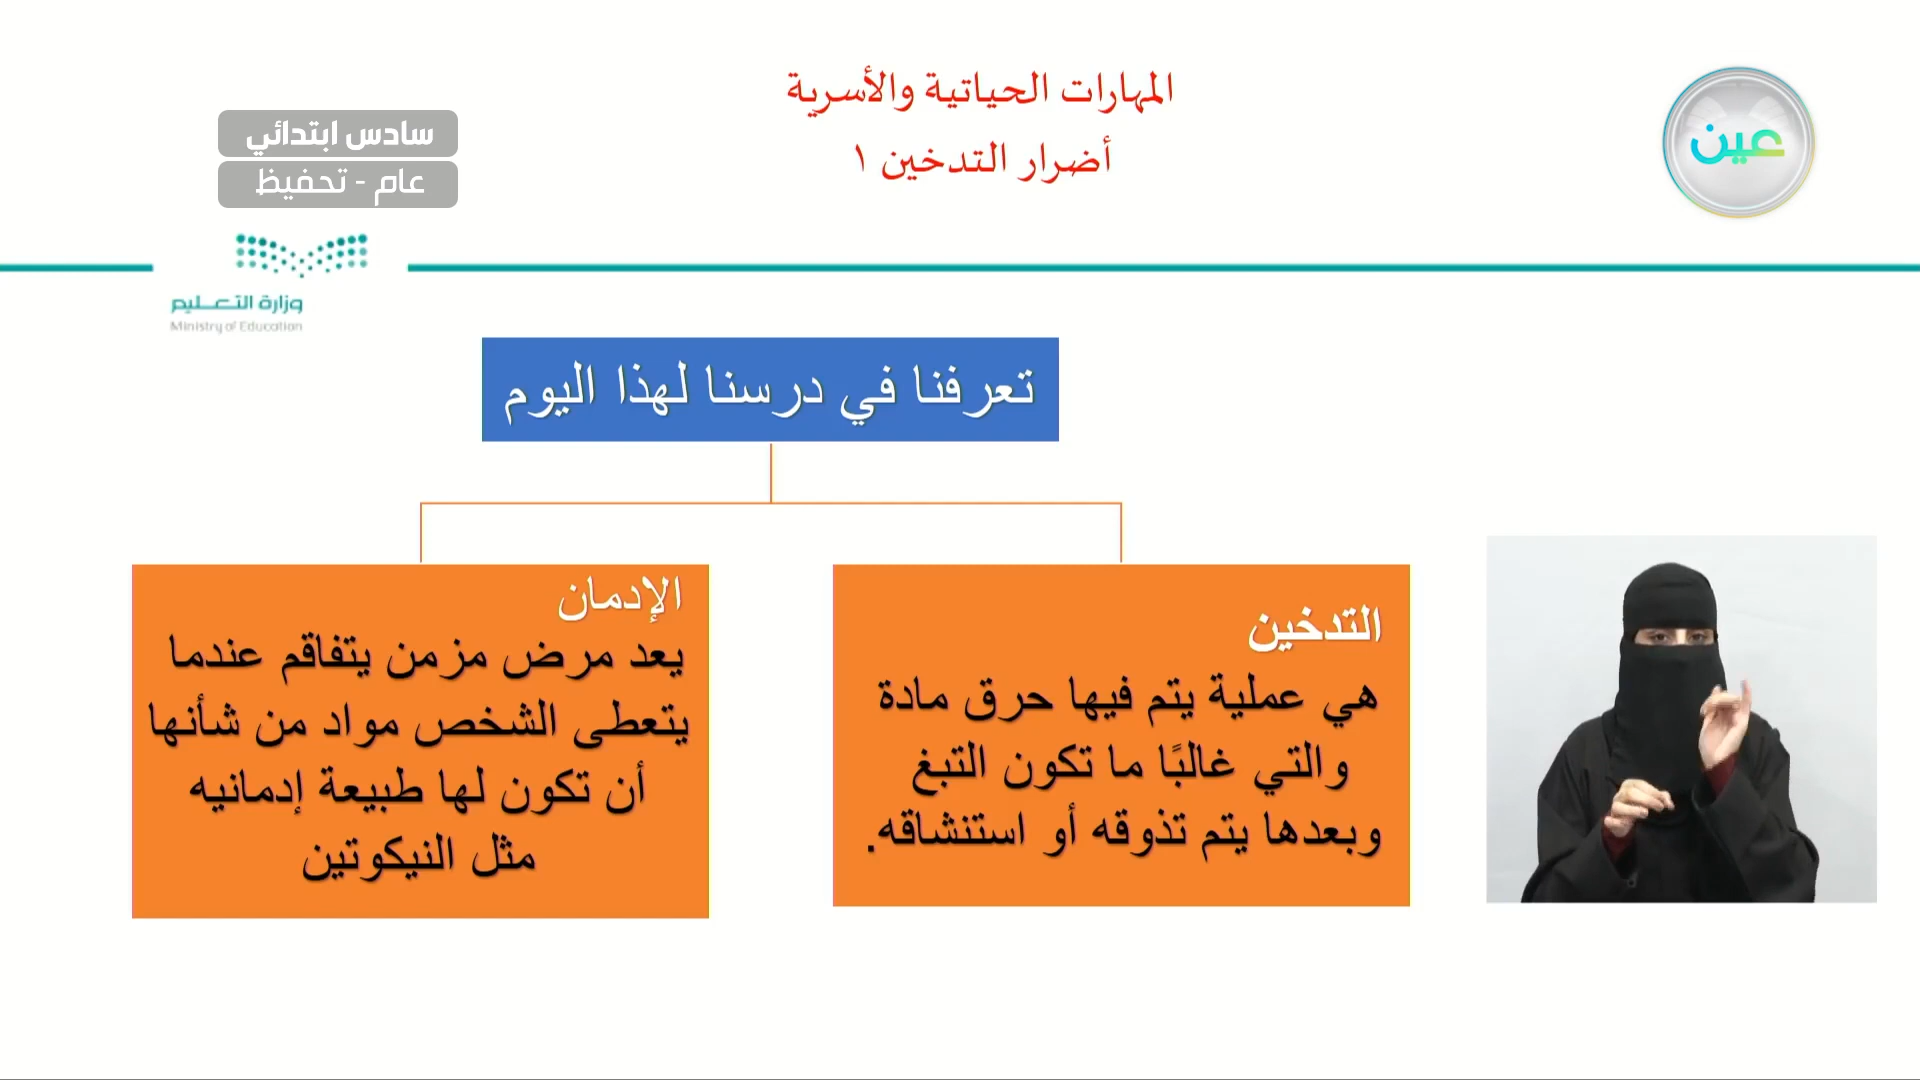 المهارات الحياتية والأسرية
أضرار التدخين ١
عين
سادس ابتدائي
عام - تحفيظ
وزارة التعليم
Ministry of Education
تعرفنا في درسنا لهذا اليوم
التدخين
هي عملية يتم فيها حرق مادة
والتي غالبًا ما تكون التبغ
وبعدها يتم تذوقه أو استنشاقه.
الإدمان
يعد مرض مزمن يتفاقم عندما
يتعطى الشخص مواد من شأنها
أن تكون لها طبيعة إدمانيه
مثل النيكوتين